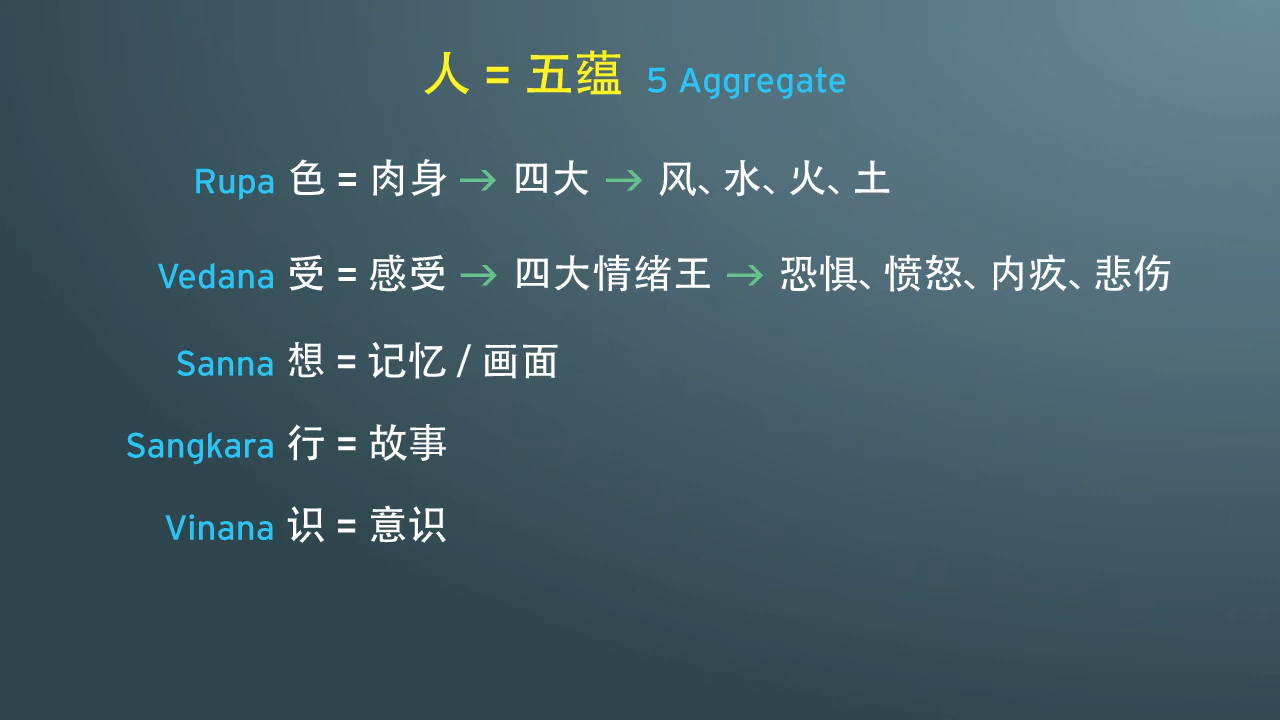 人 = 五蕴 5 Aggregate
Rupa 色 = 肉身 → 四大 → 风、水、火、土
Vedana 受 = 感受 → 四大情绪王 → 恐惧、愤怒、内疚、悲伤
Sanna 想 = 记忆 / 画面
Sangkara 行 = 故事
Vinana 识 = 意识